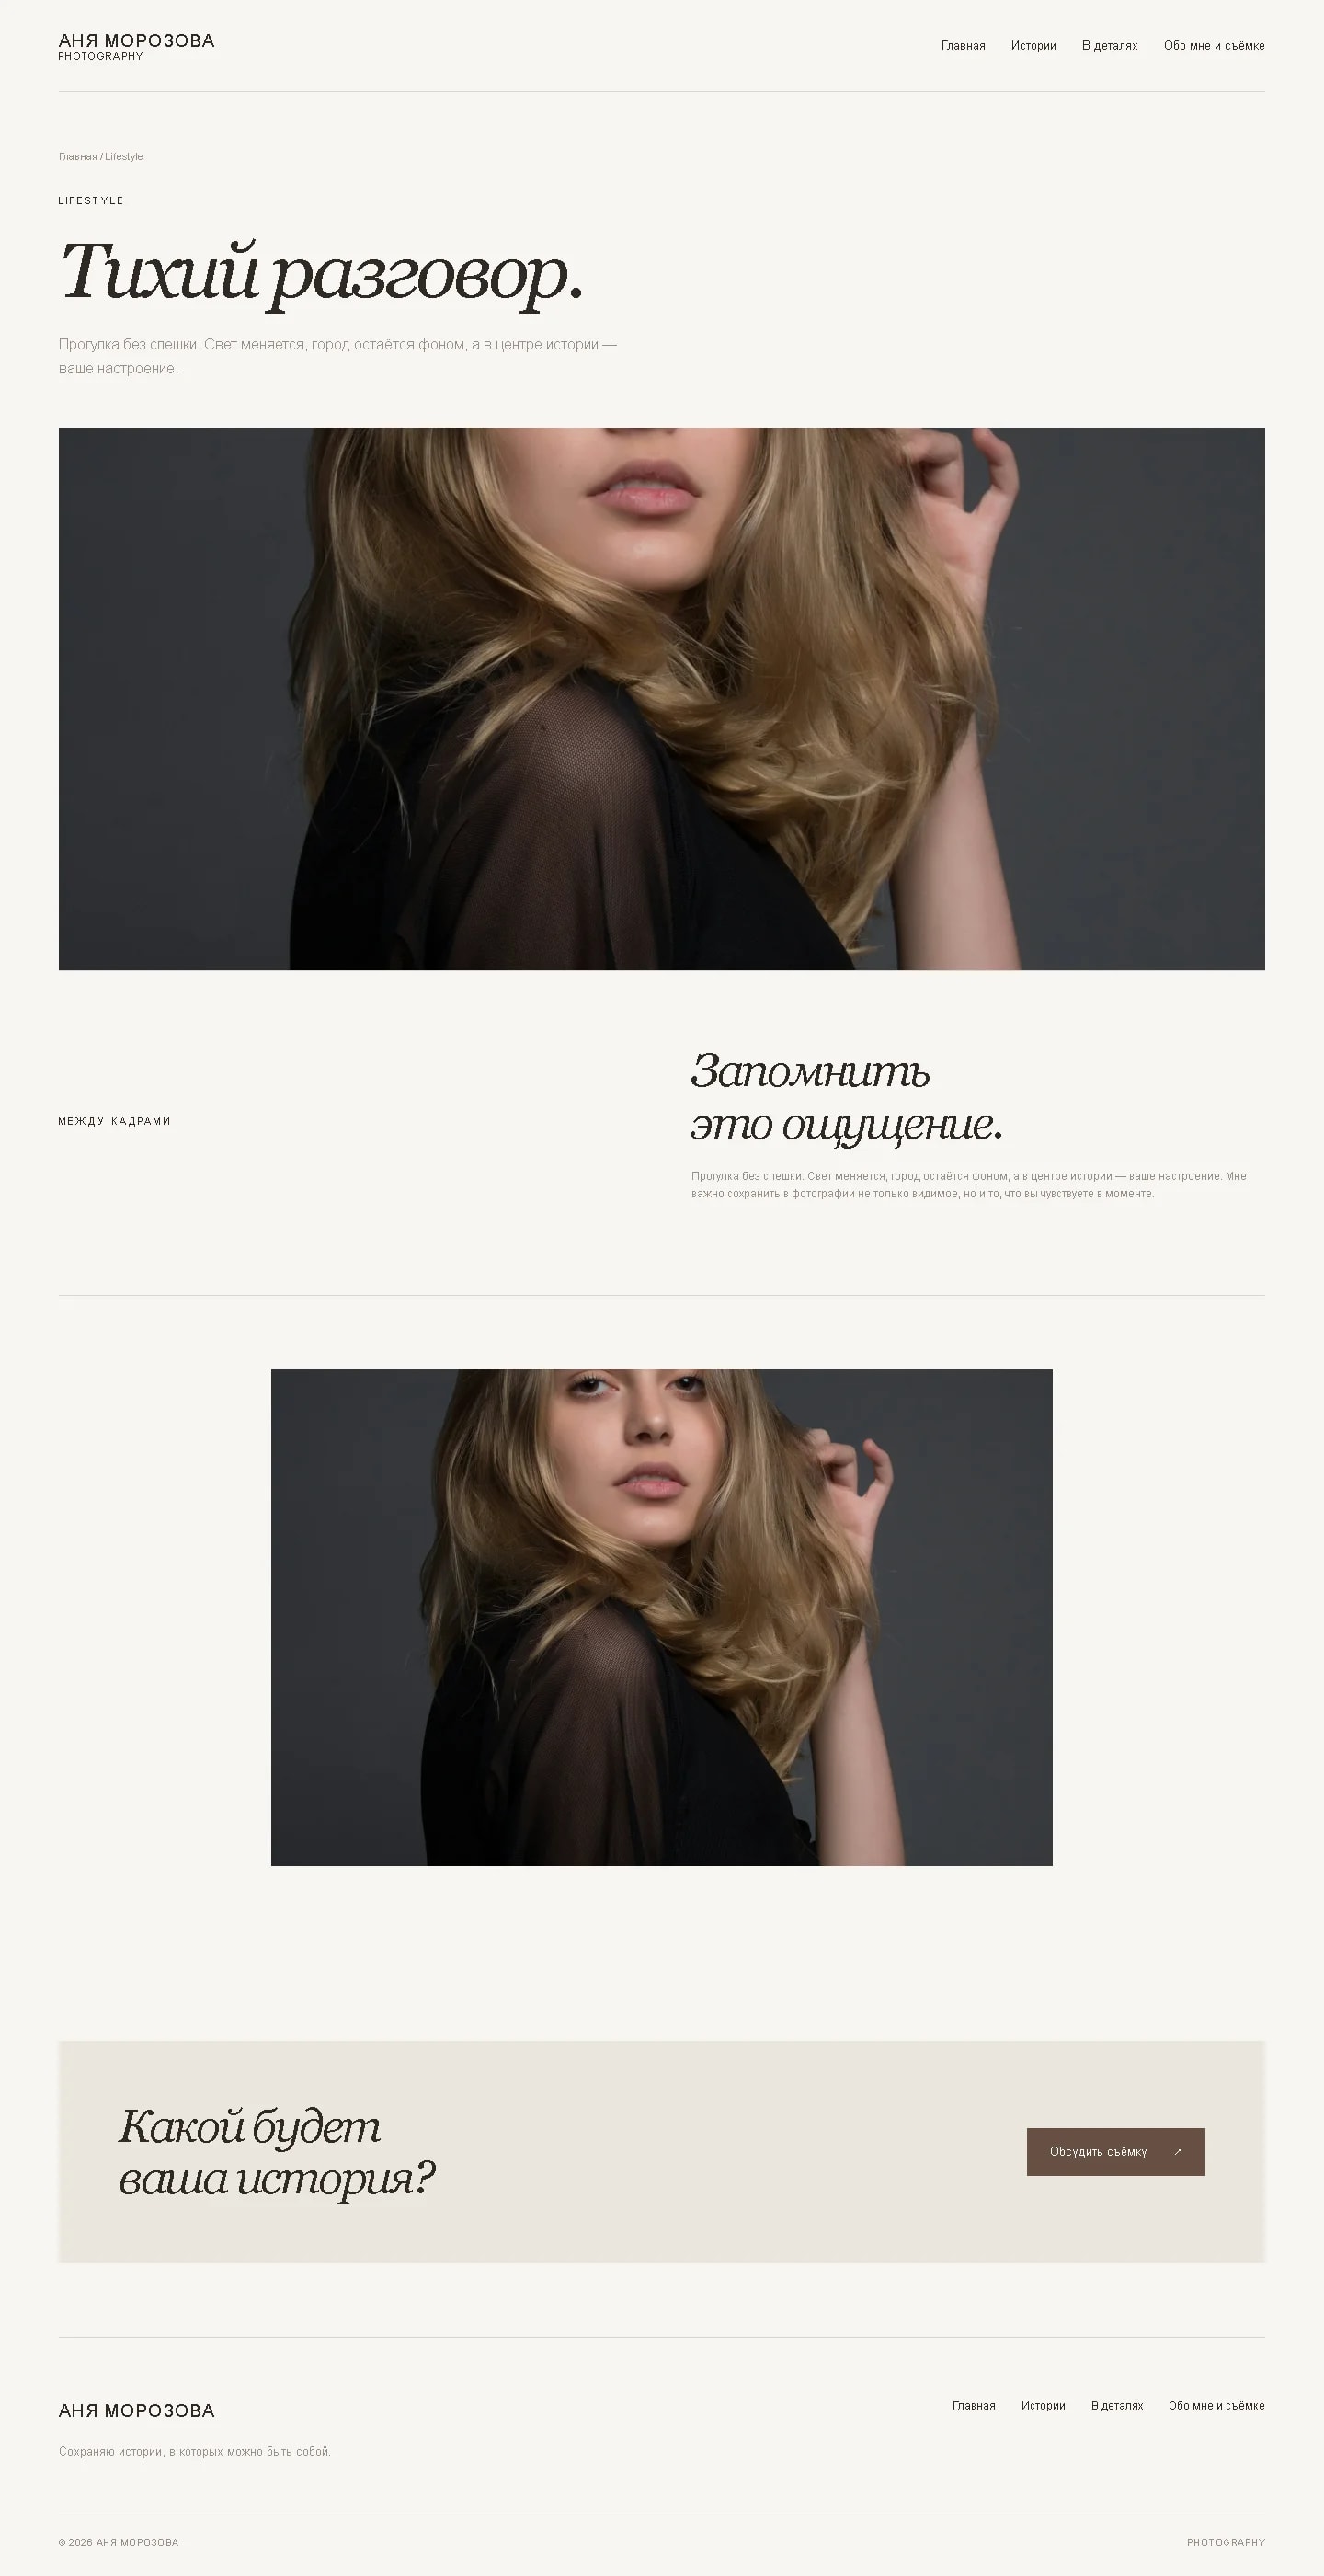 АНЯ МОРОЗОВА
PHOTOGRAPHY
Главная
Истории
В деталях
Обо мне и съёмке
Главная / Lifestyle
LIFESTYLE
Тихий разговор.
Прогулка без спешки. Свет меняется, город остаётся фоном, а в центре истории —
ваше настроение.
МЕЖДУ КАДРАМИ
Запомнить
это ощущение.
Прогулка без спешки. Свет меняется, город остаётся фоном, а в центре истории — ваше настроение. Мне
важно сохранить в фотографии не только видимое, но и то, что вы чувствуете в моменте.
Какой будет
ваша история?
Обсудить съёмку ↗
АНЯ МОРОЗОВА
Главная
Истории
В деталях
Обо мне и съёмке
Сохраняю истории, в которых можно быть собой.
© 2026 АНЯ МОРОЗОВА
PHOTOGRAPHY